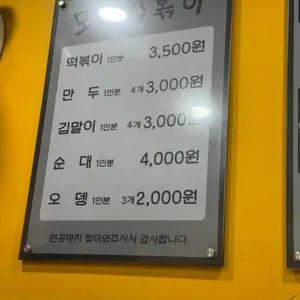 떡볶이
떡볶이 1인분 3,500원
만 두 1인분 4개 3,000원
김말이 1인분 4개 3,000원
순 대 1인분 4,000원
오 뎅 1인분 3개 2,000원
먼곳까지 찾아와주셔서 감사합니다.